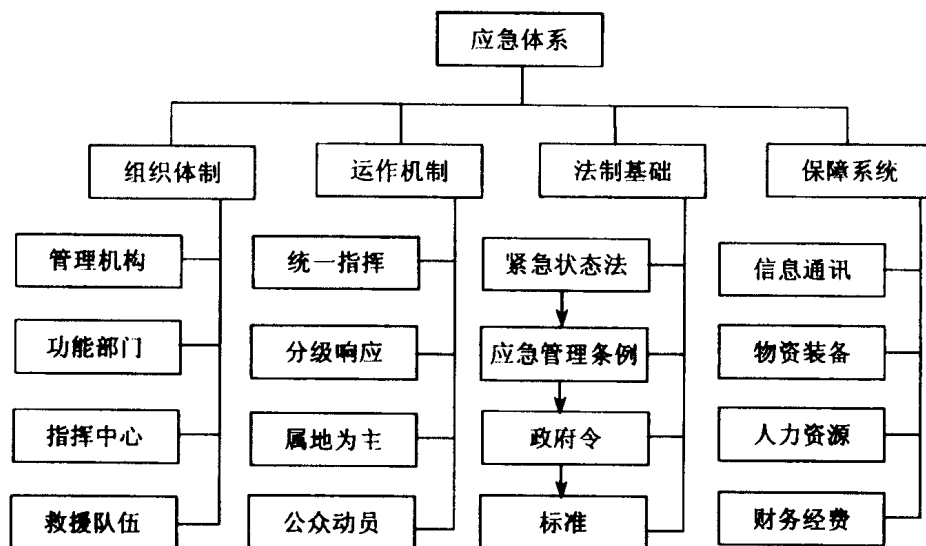 应急体系
组织体制
运作机制
法制基础
保障系统
管理机构
统一指挥
紧急状态法
信息通讯
功能部门
分级响应
应急管理条例
物资装备
指挥中心
属地为主
政府令
人力资源
救援队伍
公众动员
标准
财务经费